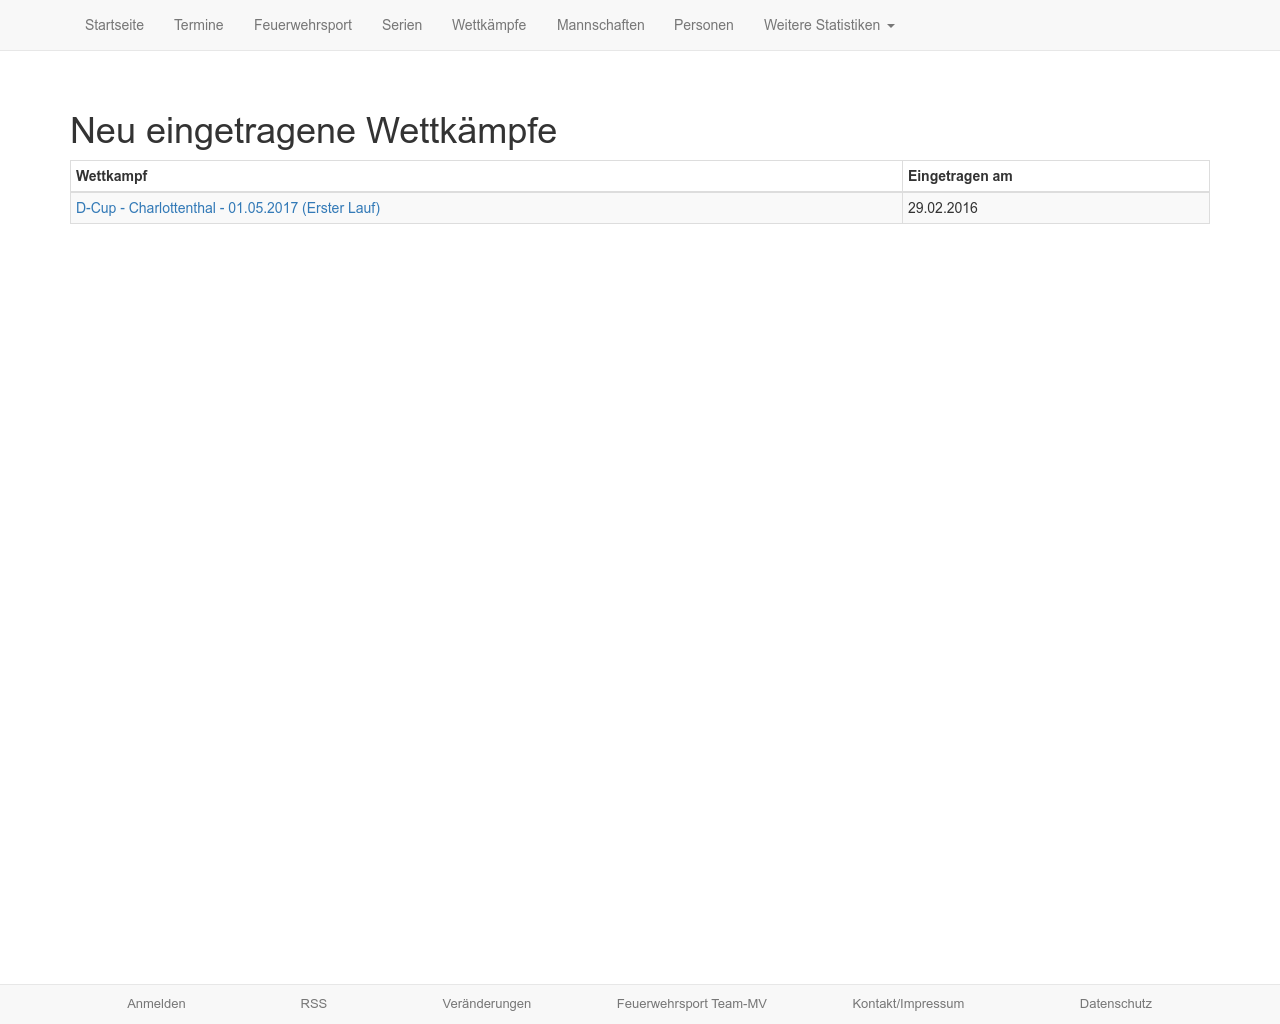 Startseite Termine Feuerwehrsport Serien Wettkämpfe Mannschaften Personen Weitere Statistiken
Neu eingetragene Wettkämpfe
Wettkampf Eingetragen am
D-Cup - Charlottenthal - 01.05.2017 (Erster Lauf) 29.02.2016
Anmelden RSS Veränderungen Feuerwehrsport Team-MV Kontakt/Impressum Datenschutz